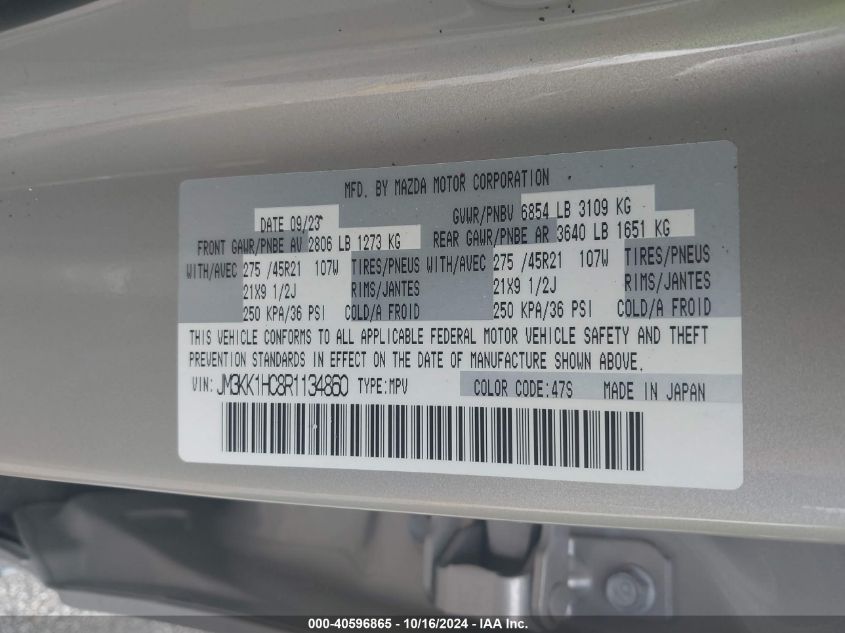 MFD. BY MAZDA MOTOR CORPORATION
DATE 09/23 GVWR/PNBV 6854 LB 3109 KG
FRONT GAWR/PNBE AV 2806 LB 1273 KG REAR GAWR/PNBE AR 3640 LB 1651 KG
WITH/AVEC 275 /45R21 107W TIRES/PNEUS WITH/AVEC 275 /45R21 107W TIRES/PNEUS
21X9 1/2J RIMS/JANTES 21X9 1/2J RIMS/JANTES
250 KPA/36 PSI COLD/A FROID 250 KPA/36 PSI COLD/A FROID
THIS VEHICLE CONFORMS TO ALL APPLICABLE FEDERAL MOTOR VEHICLE SAFETY AND THEFT
PREVENTION STANDARDS IN EFFECT ON THE DATE OF MANUFACTURE SHOWN ABOVE.
VIN: JM3KK1HC8R1134860 TYPE:MPV COLOR CODE:47S MADE IN JAPAN
000-40596865 - 10/16/2024 - IAA Inc.